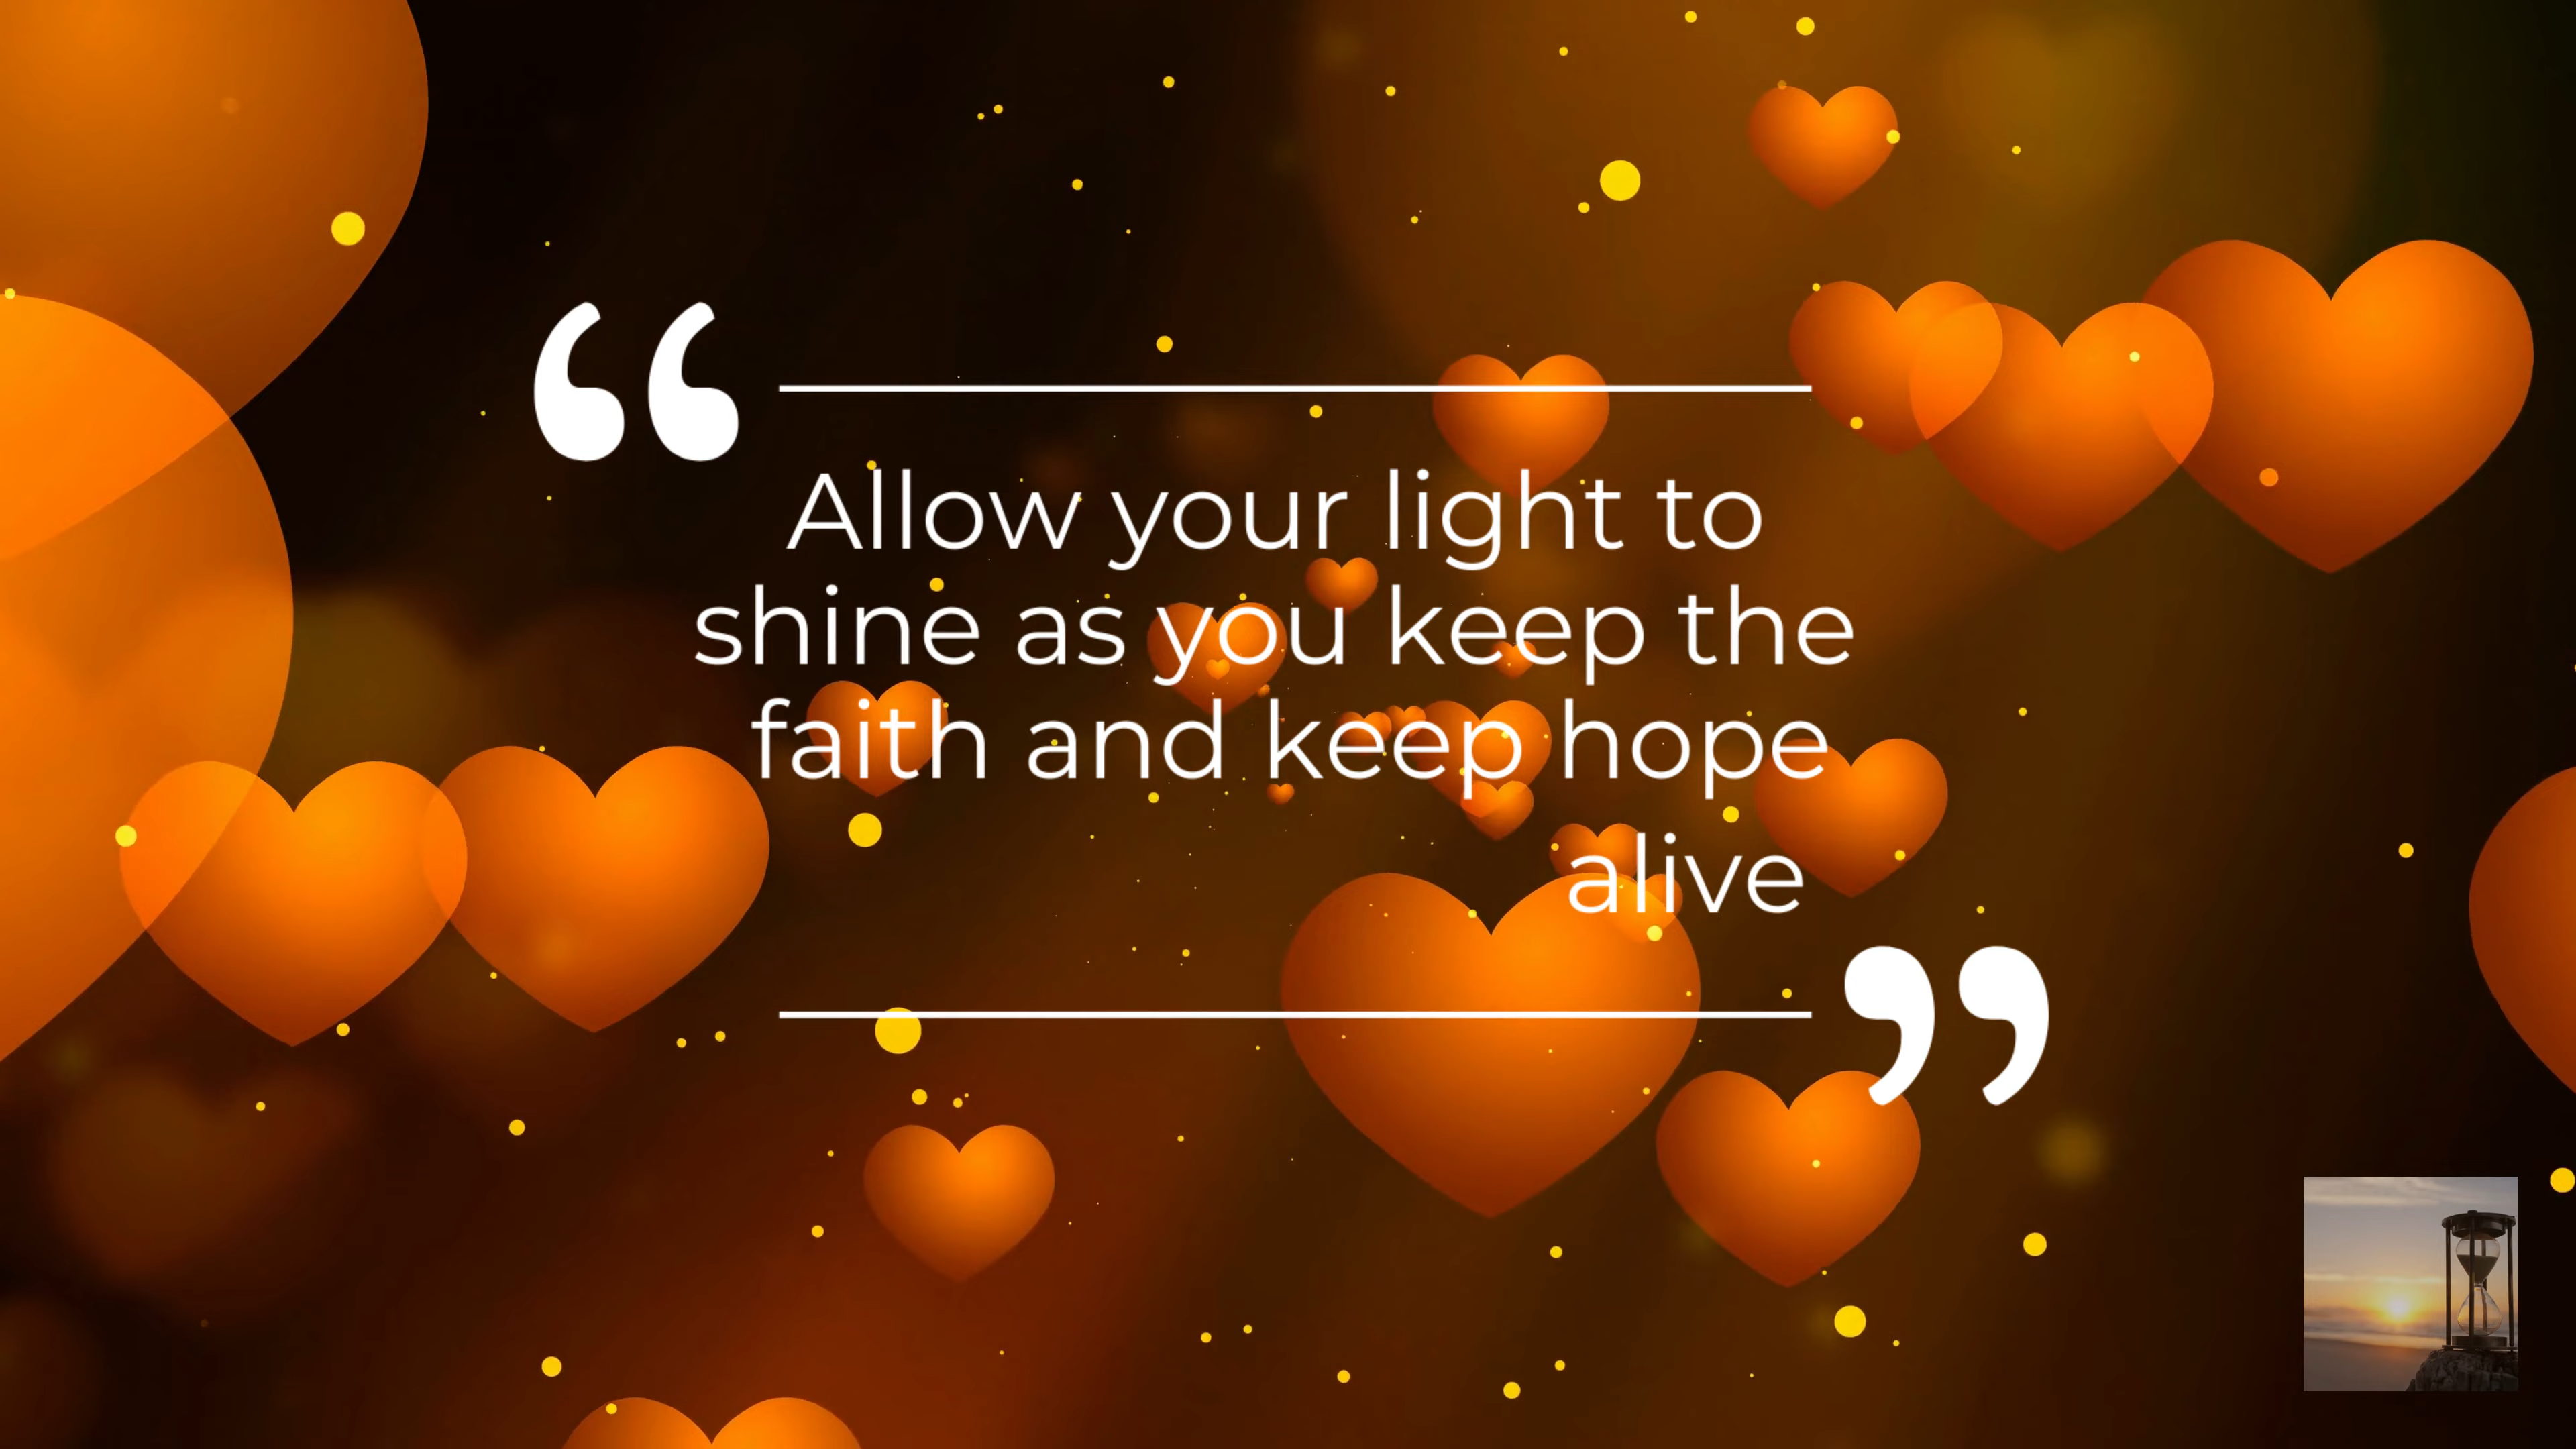 “
Allow your light to
shine as you keep the
faith and keep hope
alive
”